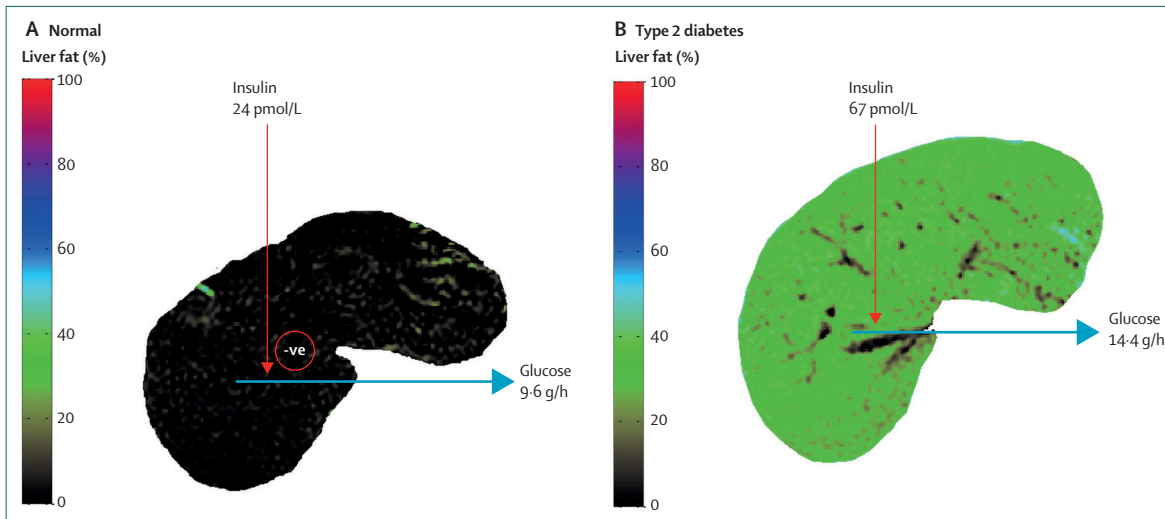 A Normal
Liver fat (%)
100
80
60
40
20
0
Insulin
24 pmol/L
-ve
Glucose
9·6 g/h
B Type 2 diabetes
Liver fat (%)
100
80
60
40
20
0
Insulin
67 pmol/L
Glucose
14·4 g/h